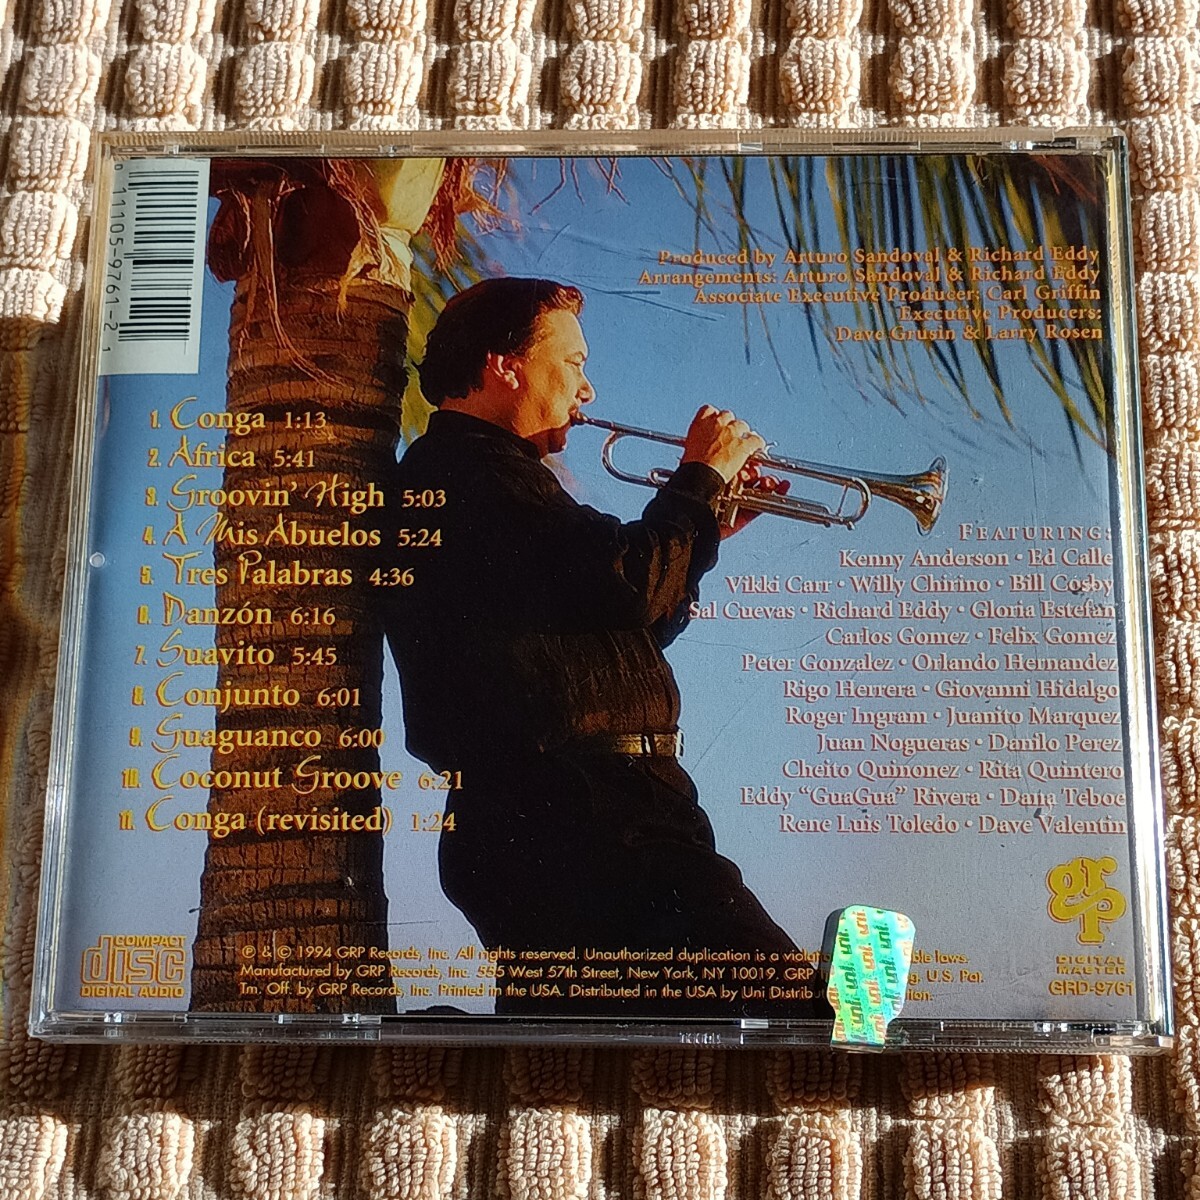 0 11105-9761-2 1
Produced by Arturo Sandoval & Richard Eddy
Arrangements: Arturo Sandoval & Richard Eddy
Associate Executive Producer: Carl Griffin
Executive Producers:
Dave Grusin & Larry Rosen
1. Conga 1:13
2. Africa 5:41
3. Groovin' High 5:03
4. A Mis Abuelos 5:24
5. Tres Palabras 4:36
6. Danzón 6:16
7. Suavito 5:45
8. Conjunto 6:01
9. Guaguanco 6:00
10. Coconut Groove 6:21
11. Conga (revisited) 1:24
FEATURING:
Kenny Anderson • Ed Calle
Vikki Carr • Willy Chirino • Bill Cosby
Sal Cuevas • Richard Eddy • Gloria Estefan
Carlos Gomez • Felix Gomez
Peter Gonzalez • Orlando Hernandez
Rigo Herrera • Giovanni Hidalgo
Roger Ingram • Juanito Marquez
Juan Nogueras • Danilo Perez
Cheito Quinonez • Rita Quintero
Eddy "GuaGua" Rivera • Dana Teboe
Rene Luis Toledo • Dave Valentin
grp
DIGITAL
MASTER
GRD-9761
COMPACT
disc
DIGITAL AUDIO
℗ & © 1994 GRP Records, Inc. All rights reserved. Unauthorized duplication is a violatio ble laws.
Manufactured by GRP Records, Inc. 555 West 57th Street, New York, NY 10019. GRP g. U.S. Pat.
Tm. Off. by GRP Records, Inc. Printed in the USA. Distributed in the USA by Uni Distribut tion.
uni. uni. uni.